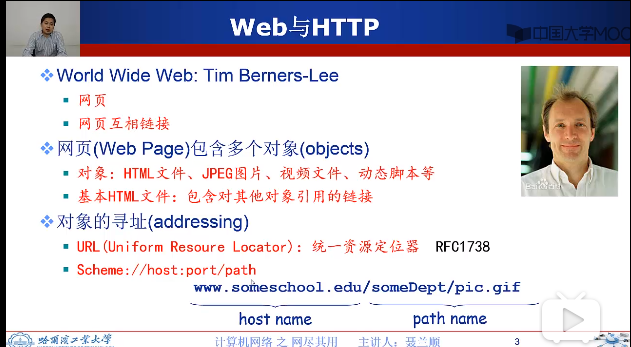 Web与HTTP
中国大学MOO
World Wide Web: Tim Berners-Lee
网页
网页互相链接
网页(Web Page)包含多个对象(objects)
对象：HTML文件、JPEG图片、视频文件、动态脚本等
基本HTML文件：包含对其他对象引用的链接
对象的寻址(addressing)
URL(Uniform Resoure Locator)：统一资源定位器 RFC1738
Scheme://host:port/path
www.someschool.edu/someDept/pic.gif
host name path name
哈尔滨工业大学 计算机网络 之 网尽其用 主讲人：聂兰顺 3